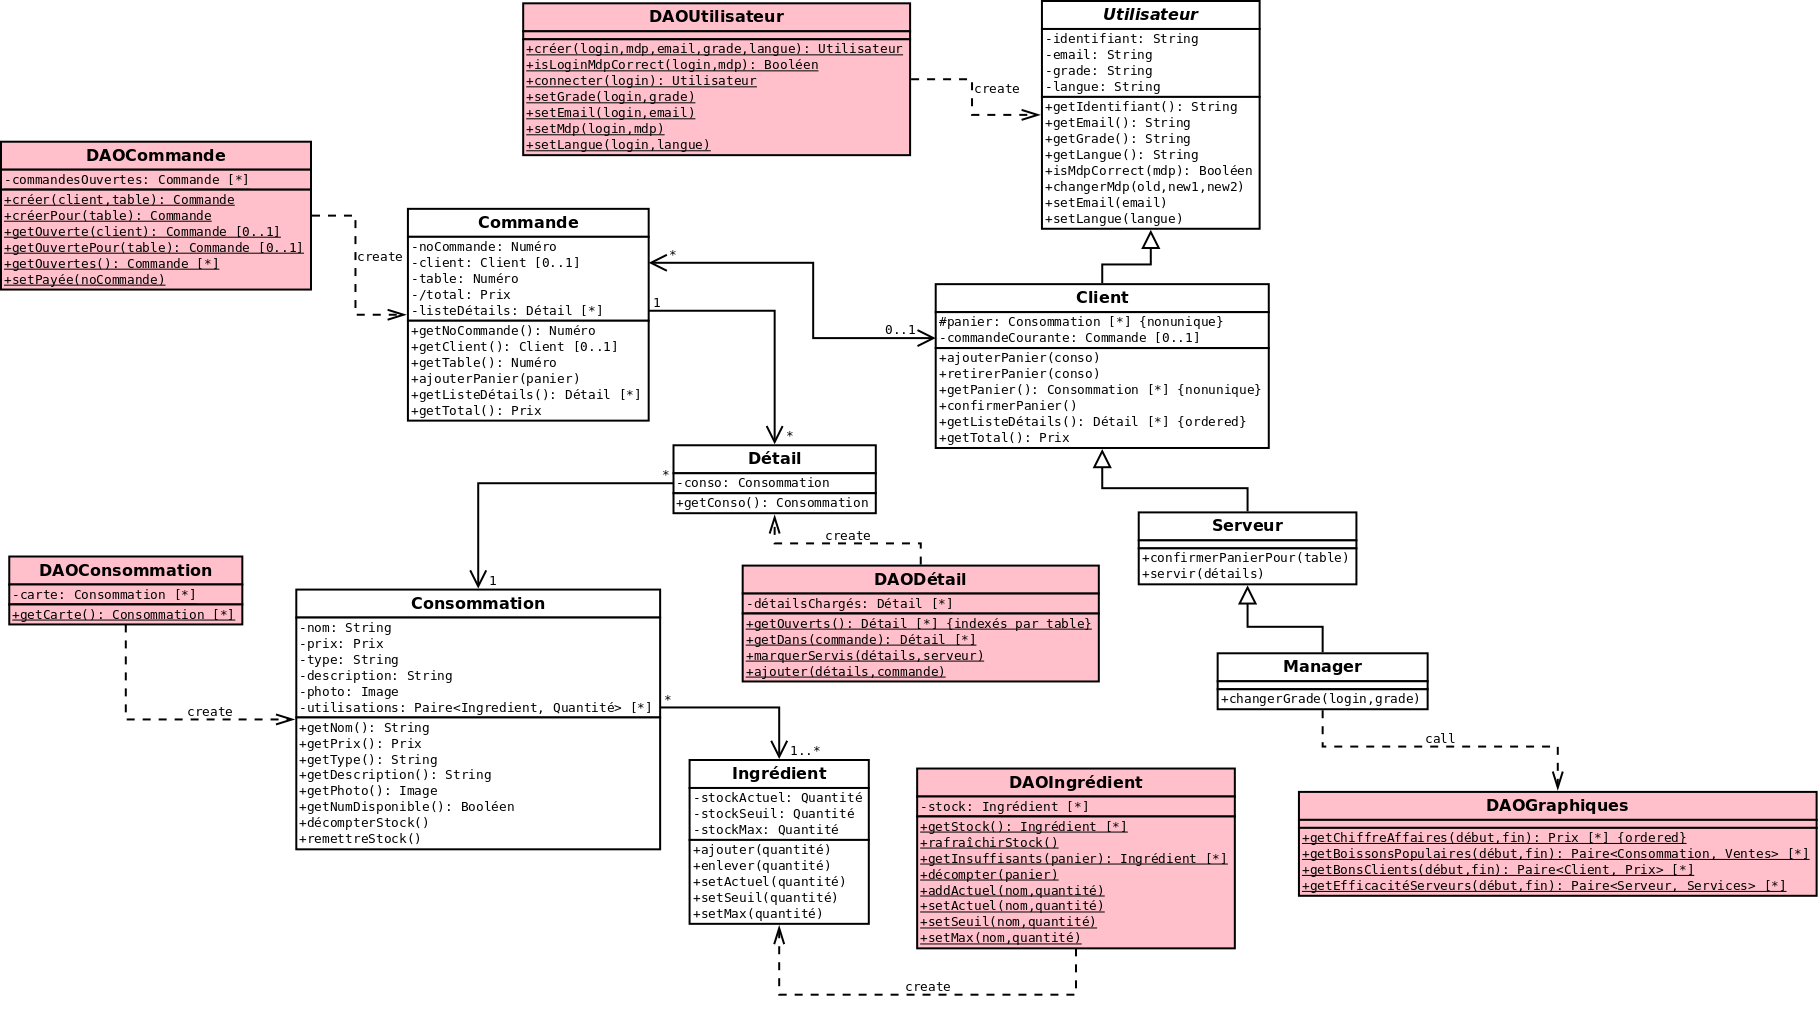 DAOUtilisateur
+créer(login,mdp,email,grade,langue): Utilisateur
+isLoginMdpCorrect(login,mdp): Booléen
+connecter(login): Utilisateur
+setGrade(login,grade)
+setEmail(login,email)
+setMdp(login,mdp)
+setLangue(login,langue)
create
Utilisateur
-identifiant: String
-email: String
-grade: String
-langue: String
+getIdentifiant(): String
+getEmail(): String
+getGrade(): String
+getLangue(): String
+isMdpCorrect(mdp): Booléen
+changerMdp(old,new1,new2)
+setEmail(email)
+setLangue(langue)
DAOCommande
-commandesOuvertes: Commande [*]
+créer(client,table): Commande
+créerPour(table): Commande
+getOuverte(client): Commande [0..1]
+getOuvertePour(table): Commande [0..1]
+getOuvertes(): Commande [*]
+setPayée(noCommande)
create
Commande
-noCommande: Numéro
-client: Client [0..1]
-table: Numéro
-/total: Prix
-listeDétails: Détail [*]
+getNoCommande(): Numéro
+getClient(): Client [0..1]
+getTable(): Numéro
+ajouterPanier(panier)
+getListeDétails(): Détail [*]
+getTotal(): Prix
*
1
0..1
*
Client
#panier: Consommation [*] {nonunique}
-commandeCourante: Commande [0..1]
+ajouterPanier(conso)
+retirerPanier(conso)
+getPanier(): Consommation [*] {nonunique}
+confirmerPanier()
+getListeDétails(): Détail [*] {ordered}
+getTotal(): Prix
Détail
-conso: Consommation
+getConso(): Consommation
*
1
create
Serveur
+confirmerPanierPour(table)
+servir(détails)
DAOConsommation
-carte: Consommation [*]
+getCarte(): Consommation [*]
create
Consommation
-nom: String
-prix: Prix
-type: String
-description: String
-photo: Image
-utilisations: Paire<Ingredient, Quantité> [*]
+getNom(): String
+getPrix(): Prix
+getType(): String
+getDescription(): String
+getPhoto(): Image
+getNumDisponible(): Booléen
+décompterStock()
+remettreStock()
*
1..*
DAODétail
-détailsChargés: Détail [*]
+getOuverts(): Détail [*] {indexés par table}
+getDans(commande): Détail [*]
+marquerServis(détails,serveur)
+ajouter(détails,commande)
Manager
+changerGrade(login,grade)
call
Ingrédient
-stockActuel: Quantité
-stockSeuil: Quantité
-stockMax: Quantité
+ajouter(quantité)
+enlever(quantité)
+setActuel(quantité)
+setSeuil(quantité)
+setMax(quantité)
DAOIngrédient
-stock: Ingrédient [*]
+getStock(): Ingrédient [*]
+rafraîchirStock()
+getInsuffisants(panier): Ingrédient [*]
+décompter(panier)
+addActuel(nom,quantité)
+setActuel(nom,quantité)
+setSeuil(nom,quantité)
+setMax(nom,quantité)
create
DAOGraphiques
+getChiffreAffaires(début,fin): Prix [*] {ordered}
+getBoissonsPopulaires(début,fin): Paire<Consommation, Ventes> [*]
+getBonsClients(début,fin): Paire<Client, Prix> [*]
+getEfficacitéServeurs(début,fin): Paire<Serveur, Services> [*]